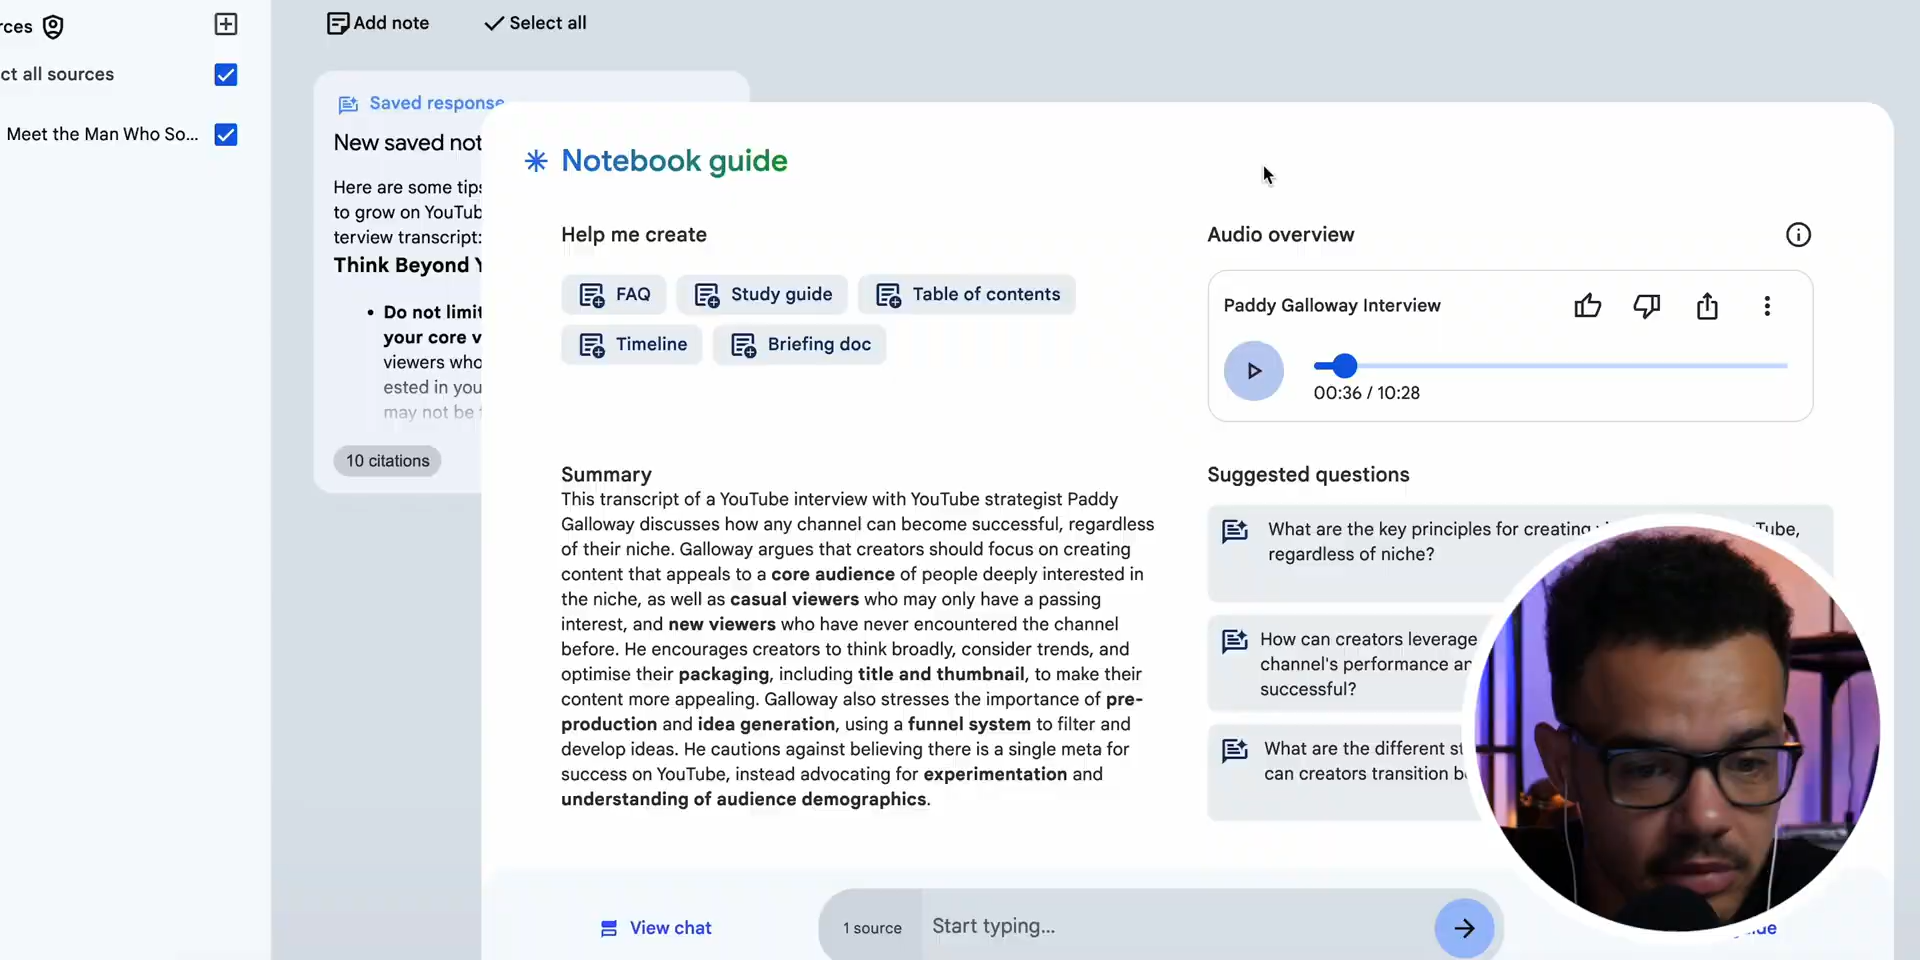 rces
ct all sources
Meet the Man Who So...
Add note
Select all
Saved response
New saved not
Here are some tips
to grow on YouTub
terview transcript:
Think Beyond Y
• Do not limit
your core v
viewers who
ested in you
may not be
10 citations
Notebook guide
Help me create
FAQ
Study guide
Table of contents
Timeline
Briefing doc
Summary
This transcript of a YouTube interview with YouTube strategist Paddy
Galloway discusses how any channel can become successful, regardless
of their niche. Galloway argues that creators should focus on creating
content that appeals to a core audience of people deeply interested in
the niche, as well as casual viewers who may only have a passing
interest, and new viewers who have never encountered the channel
before. He encourages creators to think broadly, consider trends, and
optimise their packaging, including title and thumbnail, to make their
content more appealing. Galloway also stresses the importance of pre-
production and idea generation, using a funnel system to filter and
develop ideas. He cautions against believing there is a single meta for
success on YouTube, instead advocating for experimentation and
understanding of audience demographics.
Audio overview
Paddy Galloway Interview
00:36 / 10:28
Suggested questions
What are the key principles for creating Tube,
regardless of niche?
How can creators leverage
channel's performance an
successful?
What are the different st
can creators transition b
View chat
1 source
Start typing...
uide